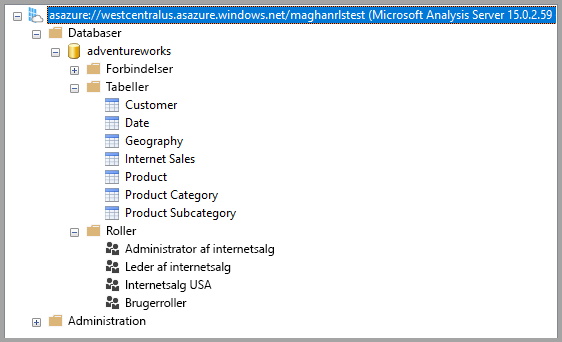 asazure://westcentralus.asazure.windows.net/maghanrlstest (Microsoft Analysis Server 15.0.2.59
Databaser
adventureworks
Forbindelser
Tabeller
Customer
Date
Geography
Internet Sales
Product
Product Category
Product Subcategory
Roller
Administrator af internetsalg
Leder af internetsalg
Internetsalg USA
Brugerroller
Administration